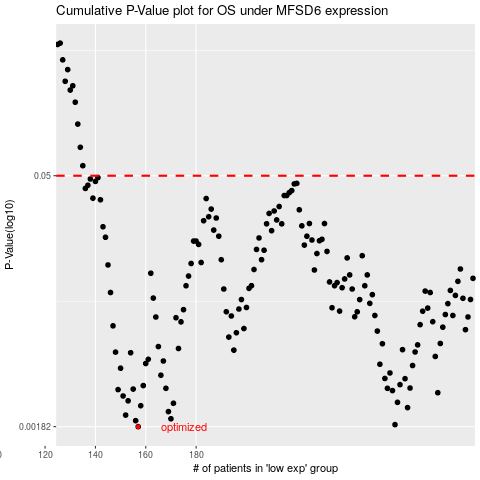 Cumulative P-Value plot for OS under MFSD6 expression
P-Value(log10)
0.05
0.00182
optimized
0 120 140 160 180
# of patients in 'low exp' group